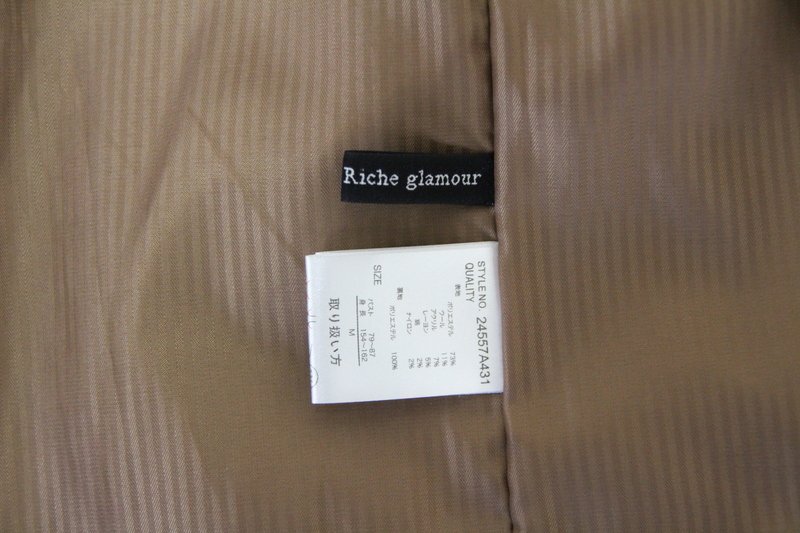 Riche glamour
STYLE NO. 24557A431
QUALITY
表地
ポリエステル 73%
ウール 11%
アクリル 7%
レーヨン 5%
綿 2%
ナイロン 2%
裏地
ポリエステル 100%
SIZE
バスト 79〜87
身長 154〜162
M
取り扱い方